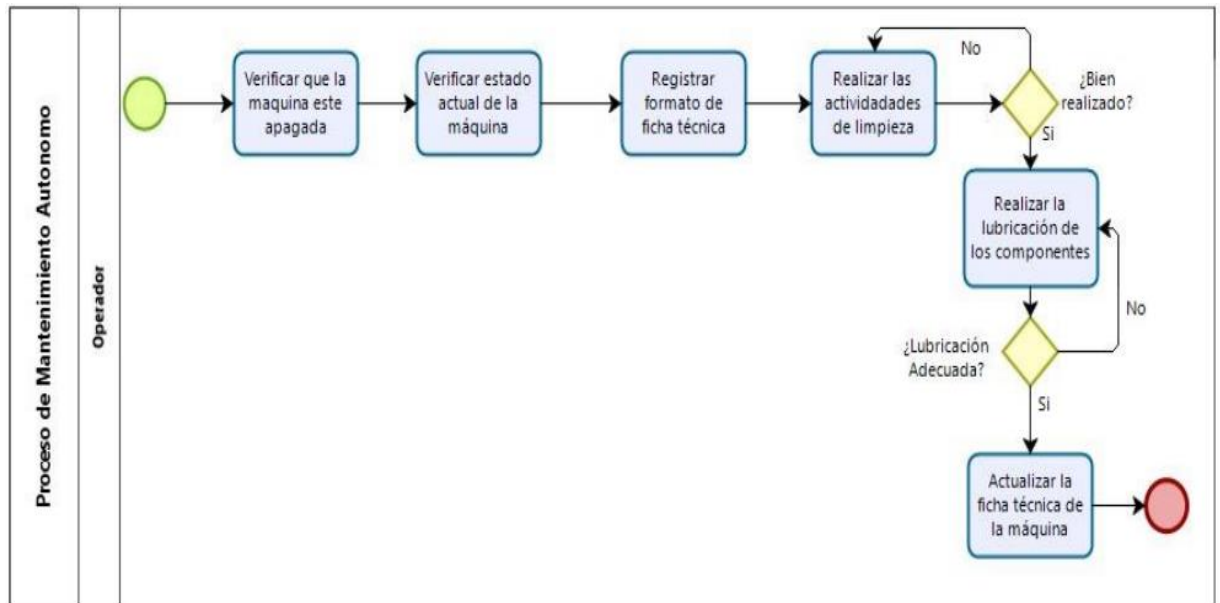 Proceso de Mantenimiento Autonomo
Operador
Verificar que la
maquina este
apagada
Verificar estado
actual de la
máquina
Registrar
formato de
ficha técnica
Realizar las
actividadades
de limpieza
No
¿Bien
realizado?
Si
Realizar la
lubricación de
los componentes
No
¿Lubricación
Adecuada?
Si
Actualizar la
ficha técnica de
la máquina